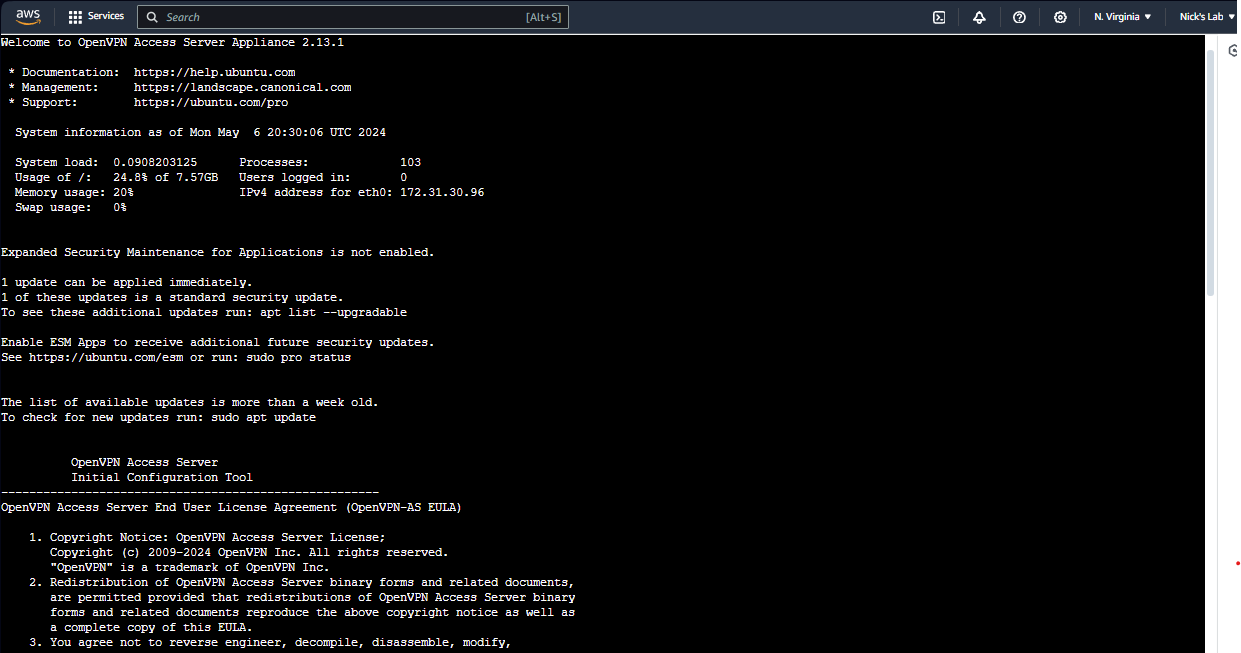 aws Services Search [Alt+S] N. Virginia Nick's Lab
Welcome to OpenVPN Access Server Appliance 2.13.1
* Documentation: https://help.ubuntu.com
* Management: https://landscape.canonical.com
* Support: https://ubuntu.com/pro
System information as of Mon May 6 20:30:06 UTC 2024
System load: 0.0908203125 Processes: 103
Usage of /: 24.8% of 7.57GB Users logged in: 0
Memory usage: 20% IPv4 address for eth0: 172.31.30.96
Swap usage: 0%
Expanded Security Maintenance for Applications is not enabled.
1 update can be applied immediately.
1 of these updates is a standard security update.
To see these additional updates run: apt list --upgradable
Enable ESM Apps to receive additional future security updates.
See https://ubuntu.com/esm or run: sudo pro status
The list of available updates is more than a week old.
To check for new updates run: sudo apt update
OpenVPN Access Server
Initial Configuration Tool
------------------------------------------------------
OpenVPN Access Server End User License Agreement (OpenVPN-AS EULA)
1. Copyright Notice: OpenVPN Access Server License;
Copyright (c) 2009-2024 OpenVPN Inc. All rights reserved.
"OpenVPN" is a trademark of OpenVPN Inc.
2. Redistribution of OpenVPN Access Server binary forms and related documents,
are permitted provided that redistributions of OpenVPN Access Server binary
forms and related documents reproduce the above copyright notice as well as
a complete copy of this EULA.
3. You agree not to reverse engineer, decompile, disassemble, modify,